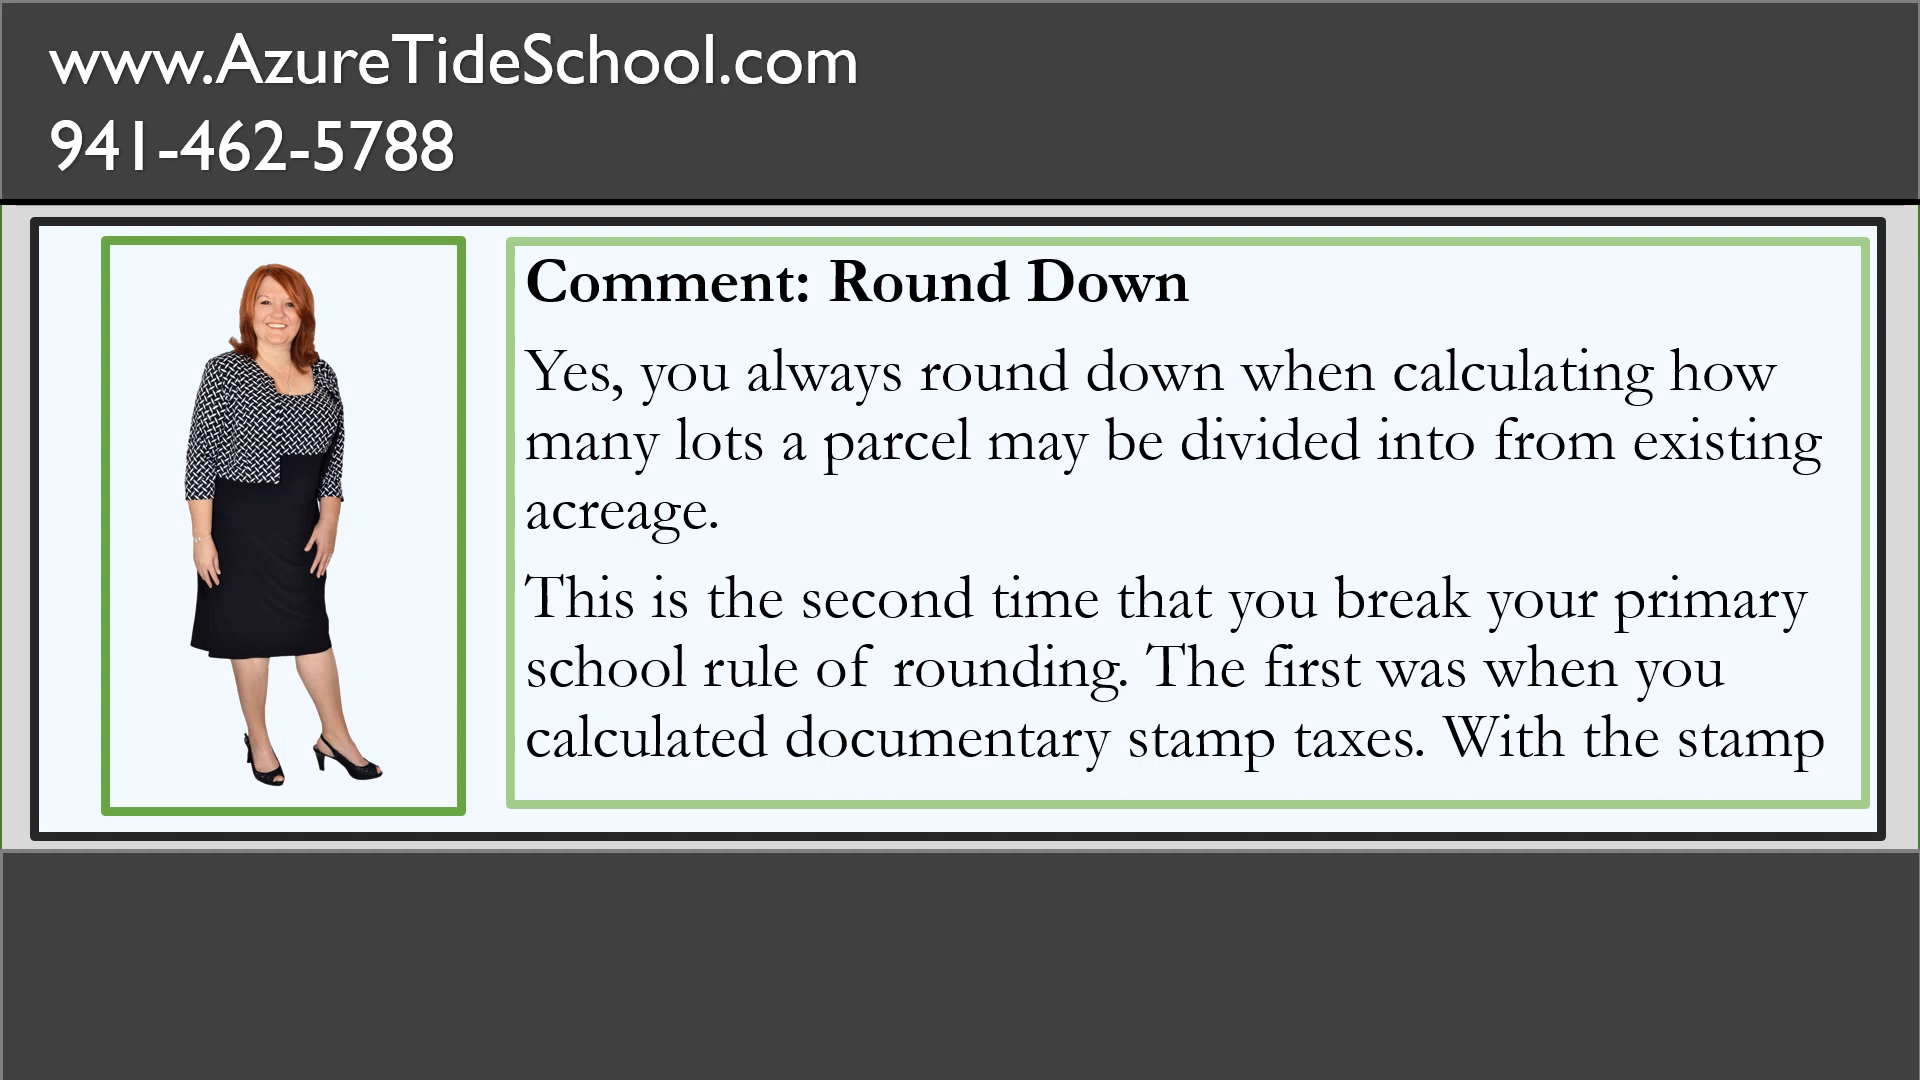 www.AzureTideSchool.com
941-462-5788
Comment: Round Down
Yes, you always round down when calculating how
many lots a parcel may be divided into from existing
acreage.
This is the second time that you break your primary
school rule of rounding. The first was when you
calculated documentary stamp taxes. With the stamp